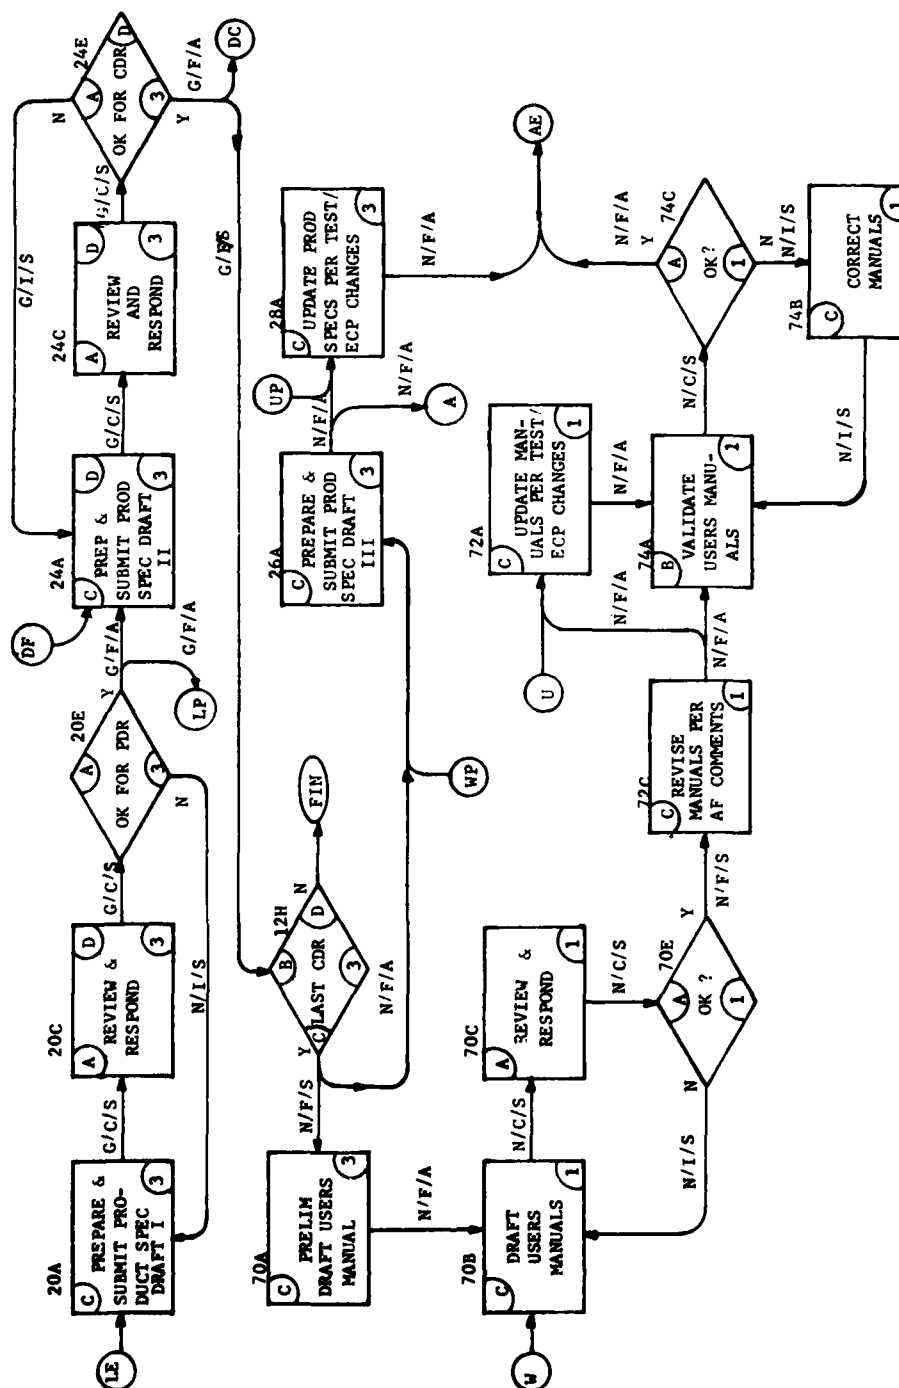 LE
20A
C
PREPARE &
SUBMIT PRO-
DUCT SPEC
DRAFT I
3
G/C/S
20C
A
D
REVIEW &
RESPOND
3
G/C/S
20E
A
OK FOR PDR
3
Y
G/F/A
N
N/I/S
G/F/A
LP
DF
24A
C
D
PREP &
SUBMIT PROD
SPEC DRAFT
II
3
G/C/S
24C
A
D
REVIEW
AND
RESPOND
3
G/C/S
24E
A
D
OK FOR CDR
3
N
G/I/S
Y
G/F/A
DC
12H
B
C
D
LAST CDR
3
N
FIN
Y
N/F/S
N/F/A
WP
26A
C
PREPARE &
SUBMIT PROD
SPEC DRAFT
III
3
N/F/A
UP
N/F/A
A
28A
C
UPDATE PROD
SPECS PER TEST/
ECP CHANGES
3
N/F/A
AE
70A
C
PRELIM
DRAFT USERS
MANUAL
3
N/F/A
W
70B
C
DRAFT
USERS
MANUALS
1
N/C/S
70C
A
REVIEW &
RESPOND
1
N/C/S
70E
A
OK ?
1
N
N/I/S
Y
N/F/S
72C
C
REVISE
MANUALS PER
AF COMMENTS
1
N/F/A
N/F/A
U
72A
C
UPDATE MAN-
UALS PER TEST/
ECP CHANGES
1
N/F/A
74A
B
VALIDATE
USERS MANU-
ALS
1
N/C/S
74C
A
OK?
1
Y
N/F/A
N
N/I/S
74B
C
CORRECT
MANUALS
1
N/I/S